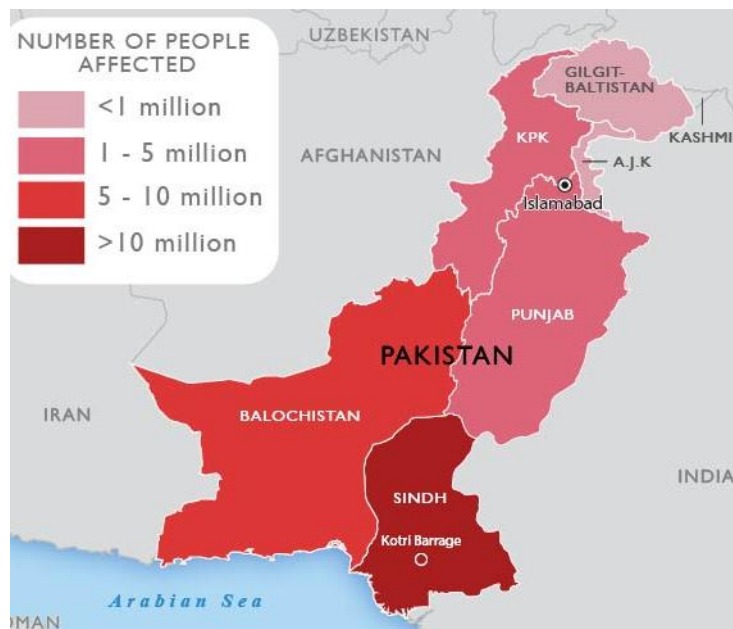 NUMBER OF PEOPLE
AFFECTED
<1 million
1 - 5 million
5 - 10 million
>10 million
UZBEKISTAN
GILGIT-
BALTISTAN
KASHMI
KPK
AFGHANISTAN
A.J.K
Islamabad
PUNJAB
PAKISTAN
IRAN
BALOCHISTAN
INDIA
SINDH
Kotri Barrage
Arabian Sea
OMAN